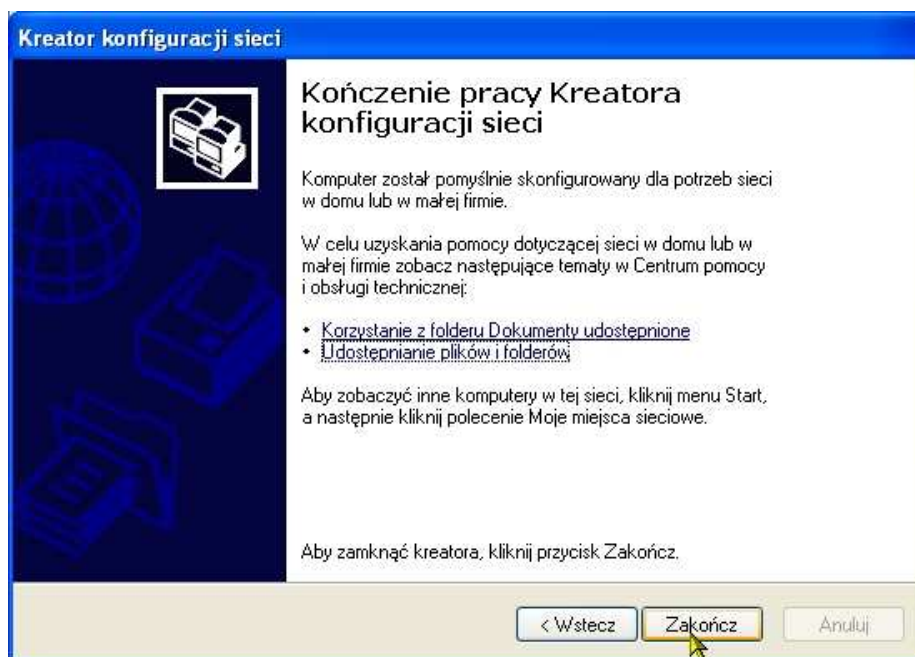 Kreator konfiguracji sieci
Kończenie pracy Kreatora
konfiguracji sieci
Komputer został pomyślnie skonfigurowany dla potrzeb sieci
w domu lub w małej firmie.
W celu uzyskania pomocy dotyczącej sieci w domu lub w
małej firmie zobacz następujące tematy w Centrum pomocy
i obsługi technicznej:
• Korzystanie z folderu Dokumenty udostępnione
• Udostępnianie plików i folderów
Aby zobaczyć inne komputery w tej sieci, kliknij menu Start,
a następnie kliknij polecenie Moje miejsca sieciowe.
Aby zamknąć kreatora, kliknij przycisk Zakończ.
< Wstecz Zakończ Anuluj